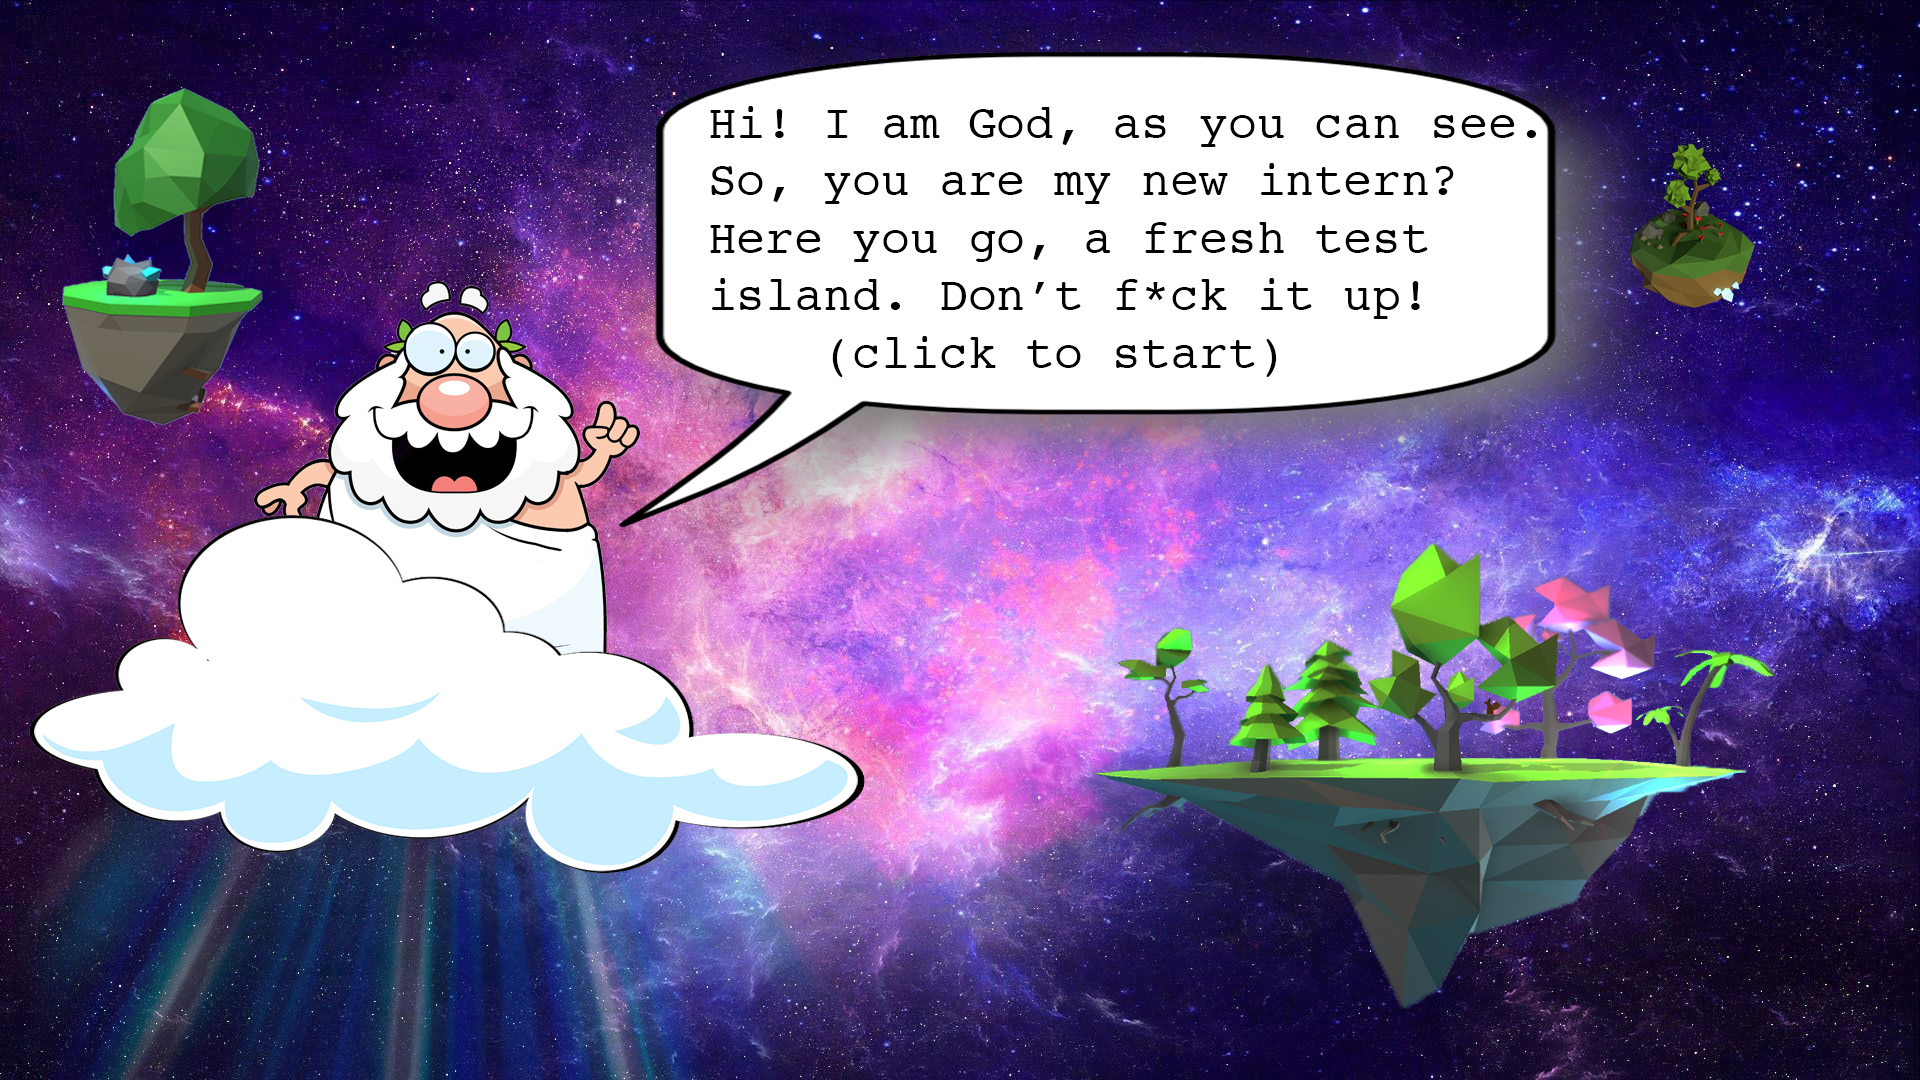 Hi! I am God, as you can see.
So, you are my new intern?
Here you go, a fresh test
island. Don’t f*ck it up!
(click to start)